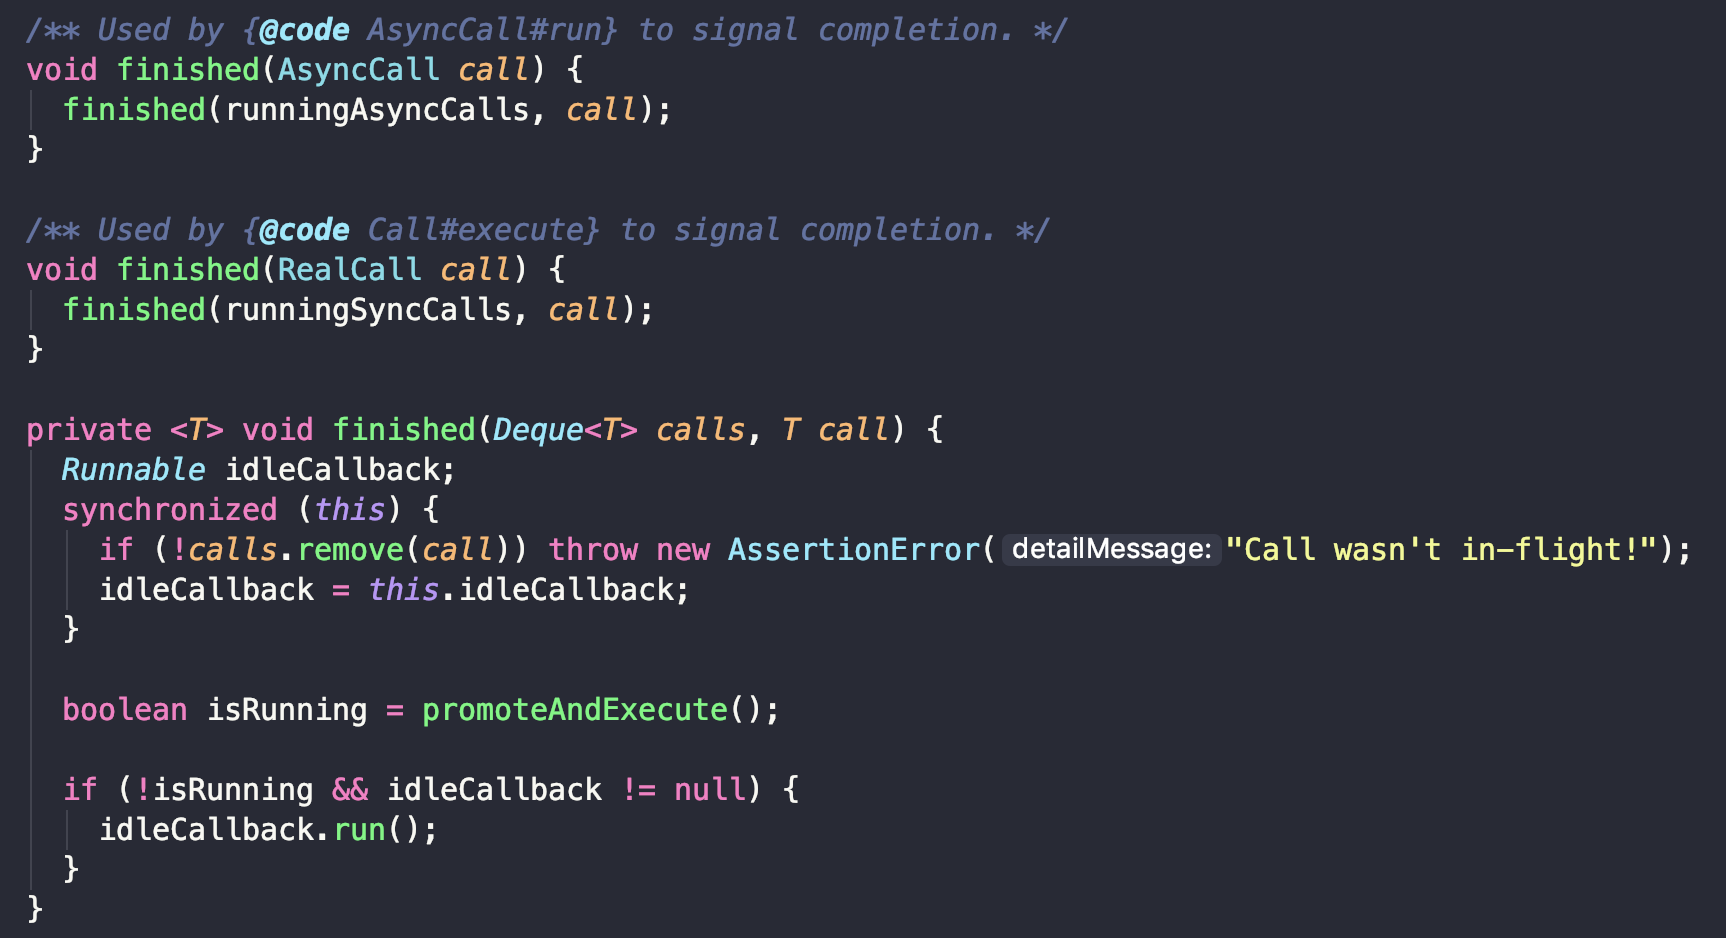 /** Used by {@code AsyncCall#run} to signal completion. */
void finished(AsyncCall call) {
  finished(runningAsyncCalls, call);
}

/** Used by {@code Call#execute} to signal completion. */
void finished(RealCall call) {
  finished(runningSyncCalls, call);
}

private <T> void finished(Deque<T> calls, T call) {
  Runnable idleCallback;
  synchronized (this) {
    if (!calls.remove(call)) throw new AssertionError( detailMessage: "Call wasn't in-flight!");
    idleCallback = this.idleCallback;
  }

  boolean isRunning = promoteAndExecute();

  if (!isRunning && idleCallback != null) {
    idleCallback.run();
  }
}